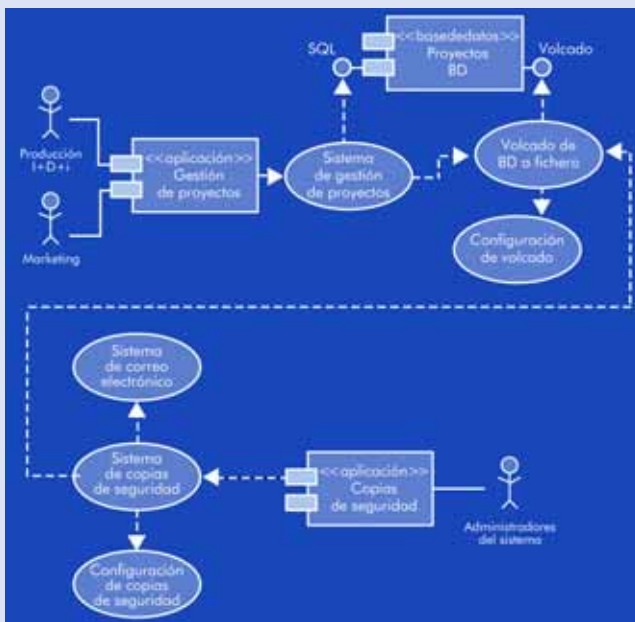 SQL
<<basededatos>>
Proyectos
BD
Volcado
Producción
I+D+i
<<aplicación>>
Gestión
de proyectos
Sistema
de gestión
de proyectos
Volcado de
BD a fichero
Marketing
Configuración
de volcado
Sistema
de correo
electrónico
Sistema
de copias
de seguridad
<<aplicación>>
Copias
de seguridad
Administradores
del sistema
Configuración
de copias
de seguridad